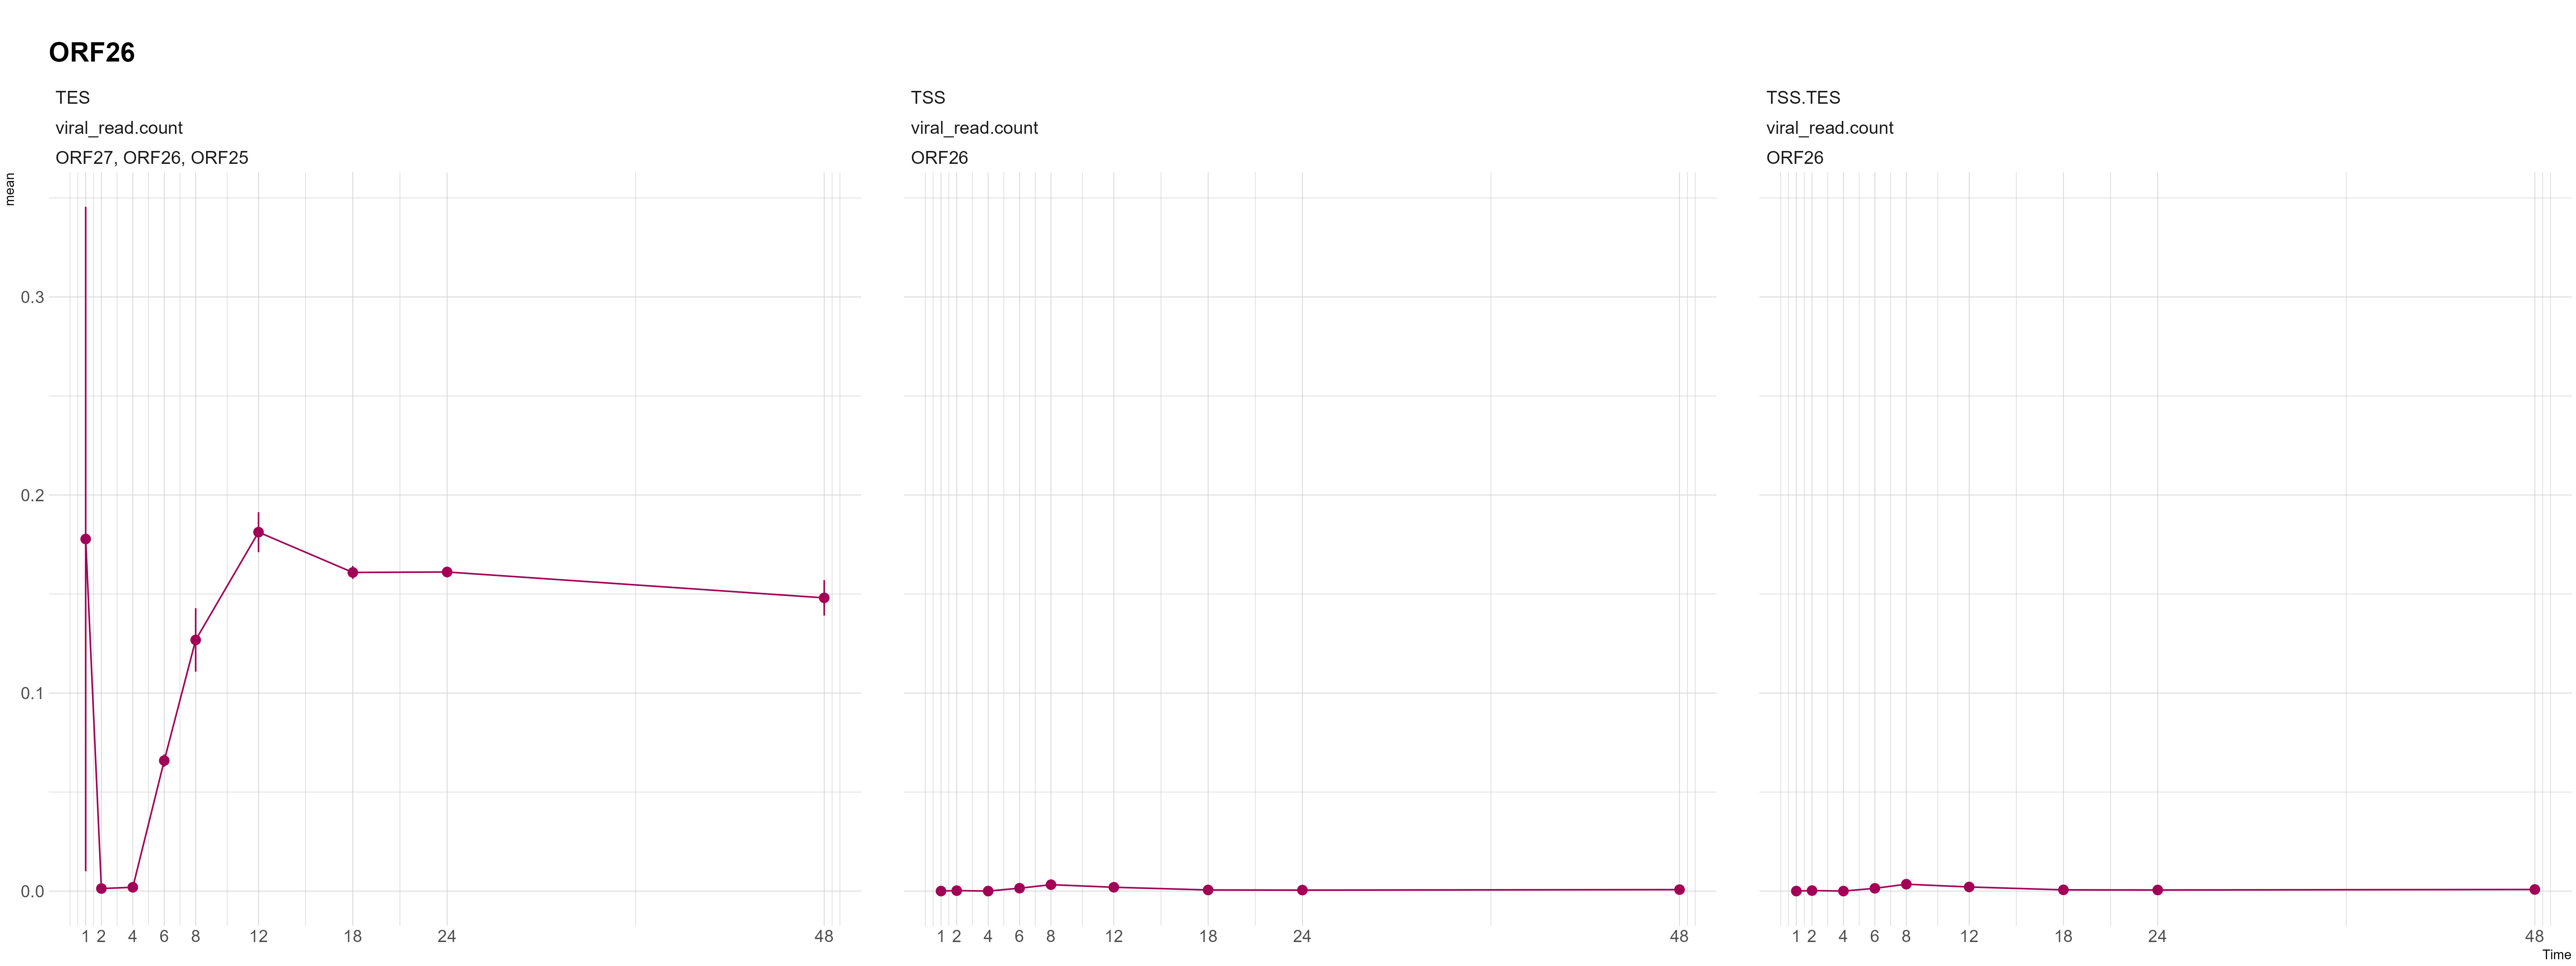 ORF26
TES
viral_read.count
ORF27, ORF26, ORF25
TSS
viral_read.count
ORF26
TSS.TES
viral_read.count
ORF26
mean
0.3
0.2
0.1
0.0
1 2 4 6 8 12 18 24 48
1 2 4 6 8 12 18 24 48
1 2 4 6 8 12 18 24 48
Time